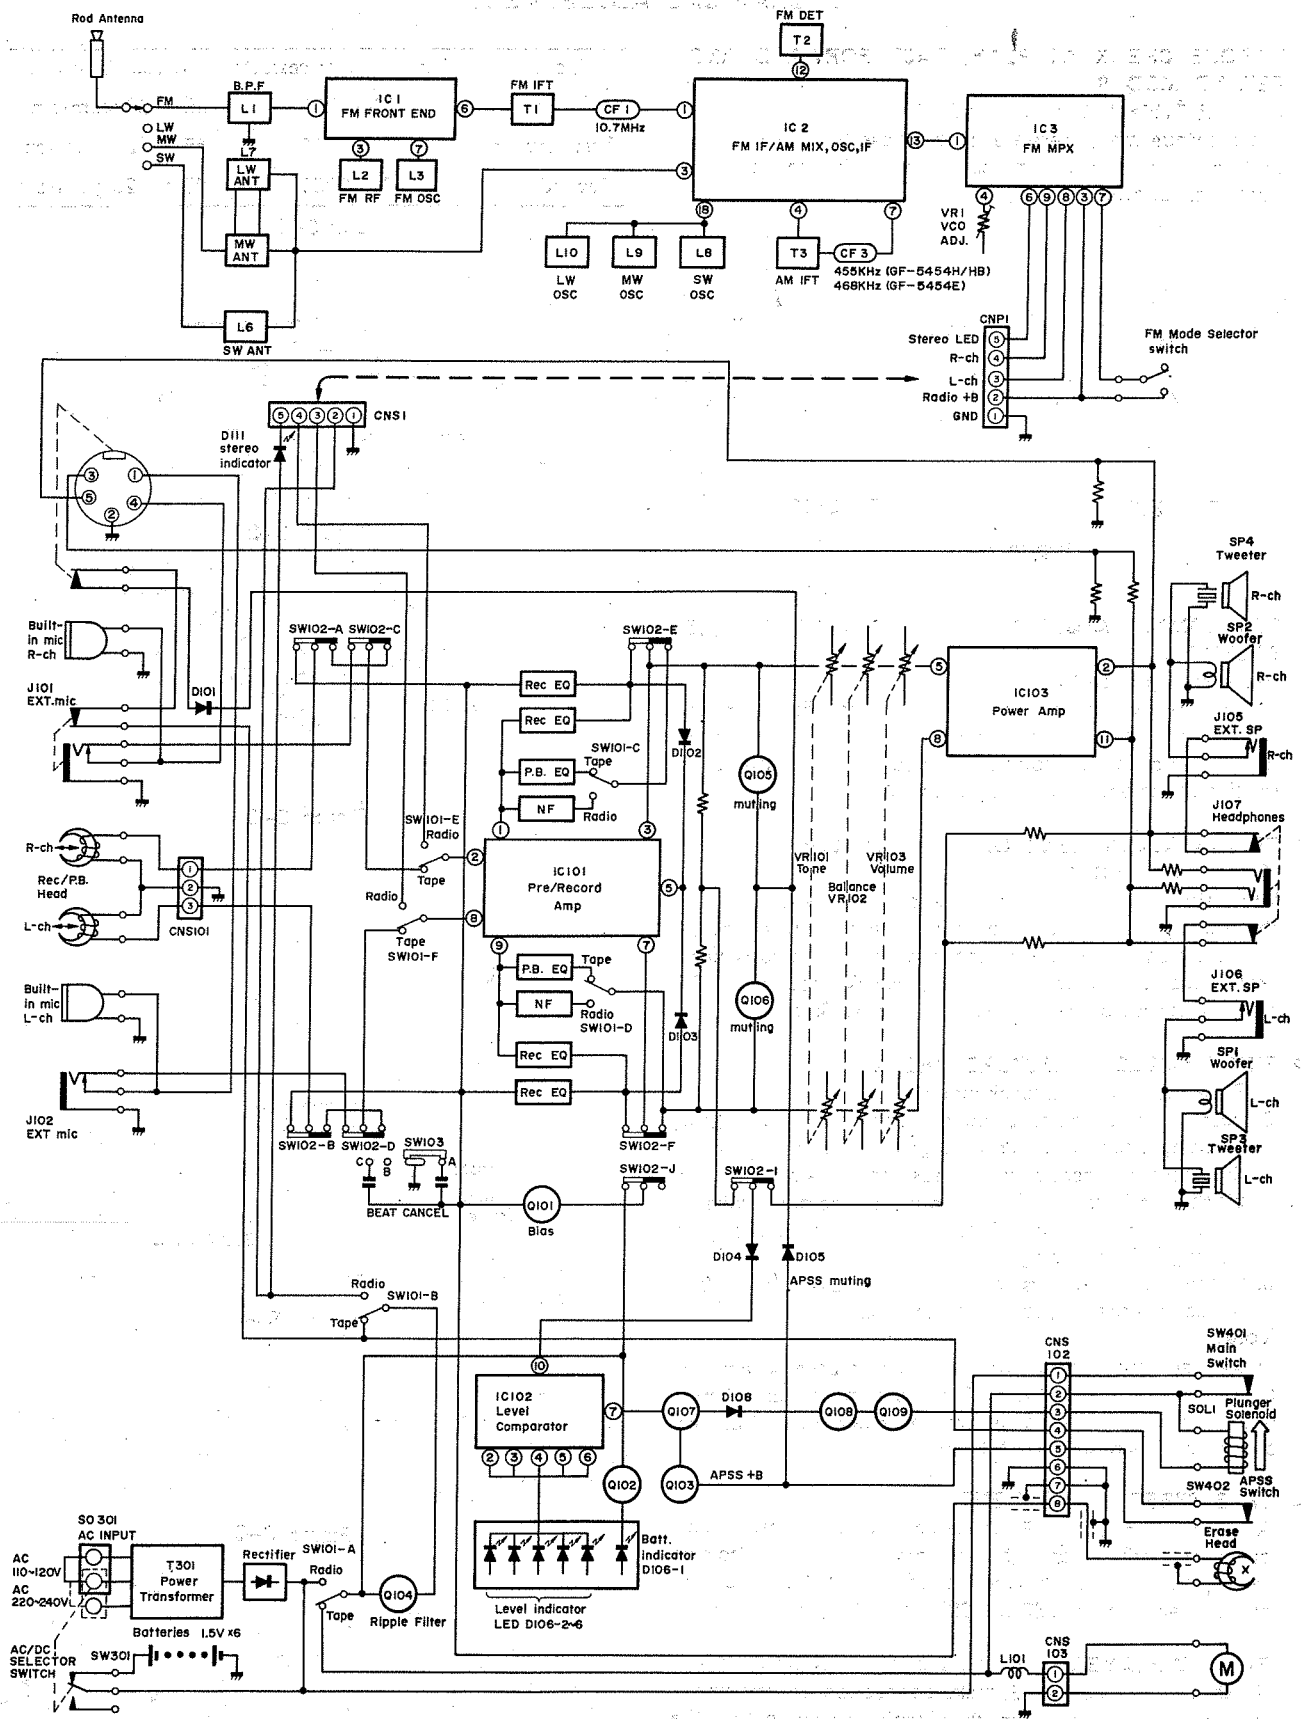 Rod Antenna
FM
LW
MW
SW
B.P.F
L1
L7
LW
ANT
MW
ANT
L6
SW ANT
1
IC1
FM FRONT END
6
3
7
L2
L3
FM RF
FM OSC
FM IFT
T1
CF 1
10.7MHz
FM DET
T2
12
1
IC 2
FM IF/AM MIX, OSC, IF
13
3
18
4
7
L10
L9
L8
LW
OSC
MW
OSC
SW
OSC
T3
AM IFT
CF 3
455KHz (GF-5454H/HB)
468KHz (GF-5454E)
1
IC 3
FM MPX
4
6
9
8
3
7
VR1
VCO
ADJ.
CNP1
Stereo LED
5
R-ch
4
L-ch
3
Radio +B
2
GND
1
FM Mode Selector
switch
5
4
3
2
1
CNS1
D111
stereo
indicator
3
1
5
4
2
Built-
in mic
R-ch
J101
EXT.mic
D101
SW102-A
SW102-C
SW102-E
Rec EQ
Rec EQ
P.B. EQ
NF
SW101-C
Tape
Radio
D102
Q105
muting
SW101-E
Radio
Tape
1
3
2
IC101
Pre/Record
Amp
5
8
9
7
Radio
Tape
SW101-F
P.B. EQ
NF
Rec EQ
Rec EQ
Tape
Radio
SW101-D
D103
Q106
muting
VR101
Tone
Balance
VR102
VR103
Volume
5
8
IC103
Power Amp
2
11
SP4
Tweeter
R-ch
SP2
Woofer
R-ch
J105
EXT. SP
R-ch
J107
Headphones
J106
EXT. SP
L-ch
SP1
Woofer
L-ch
SP3
Tweeter
L-ch
R-ch
Rec/P.B.
Head
L-ch
1
2
3
CNS101
Built-
in mic
L-ch
J102
EXT mic
SW102-B
SW102-D
SW103
C
B
A
BEAT CANCEL
SW102-F
SW102-J
SW102-I
Q101
Bias
D104
D105
APSS muting
Radio
SW101-B
Tape
10
IC102
Level
Comparator
7
2
3
4
5
6
Q107
D108
Q108
Q109
Q102
Q103
APSS +B
CNS
102
1
2
3
4
5
6
7
8
SW401
Main
Switch
SOL1
Plunger
Solenoid
APSS
Switch
SW402
Erase
Head
X
SO 301
AC INPUT
AC
110~120V
AC
220~240V
T301
Power
Transformer
Rectifier
SW101-A
Radio
Tape
Q104
Ripple Filter
Batt.
indicator
D106-1
Level indicator
LED D106-2~6
Batteries 1.5V x6
AC/DC
SELECTOR
SWITCH
SW301
L101
CNS
103
1
2
M